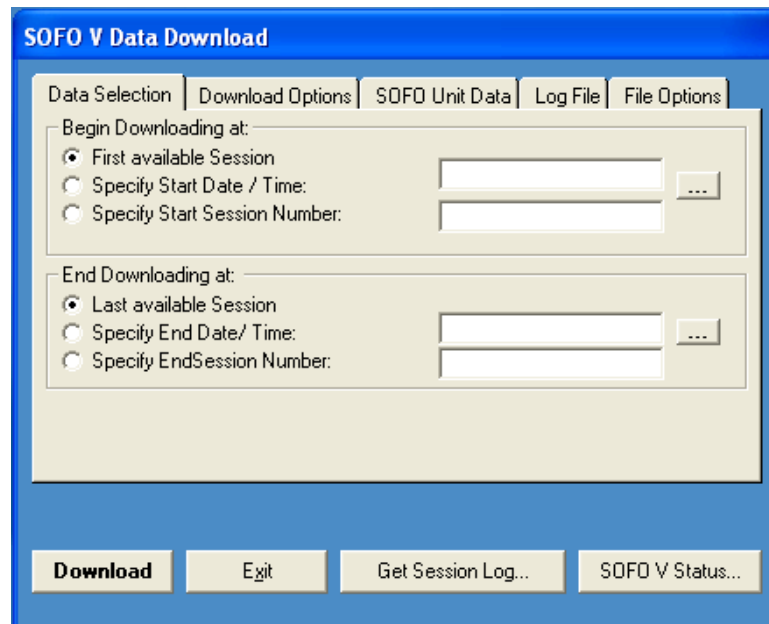 SOFO V Data Download
Data Selection Download Options SOFO Unit Data Log File File Options
Begin Downloading at:
First available Session
Specify Start Date / Time:
...
Specify Start Session Number:
End Downloading at:
Last available Session
Specify End Date/ Time:
...
Specify EndSession Number:
Download Exit Get Session Log... SOFO V Status...